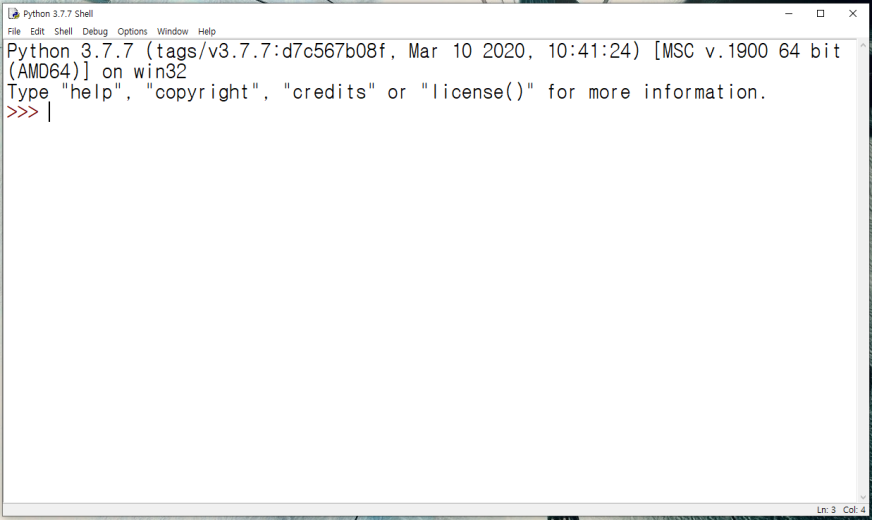 Python 3.7.7 Shell
File Edit Shell Debug Options Window Help
Python 3.7.7 (tags/v3.7.7:d7c567b08f, Mar 10 2020, 10:41:24) [MSC v.1900 64 bit
(AMD64)] on win32
Type "help", "copyright", "credits" or "license()" for more information.
>>>
Ln: 3 Col: 4